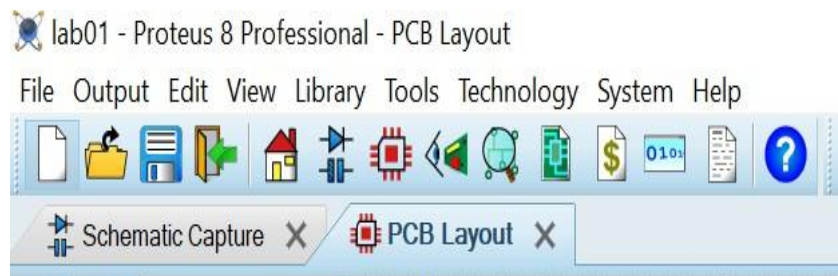 lab01 - Proteus 8 Professional - PCB Layout
File Output Edit View Library Tools Technology System Help
$ 0101 ?
Schematic Capture X PCB Layout X